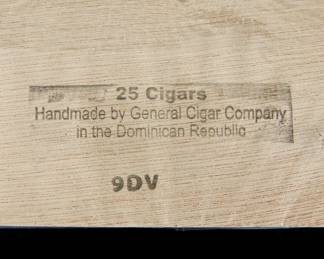 25 Cigars
Handmade by General Cigar Company
in the Dominican Republic
9DV